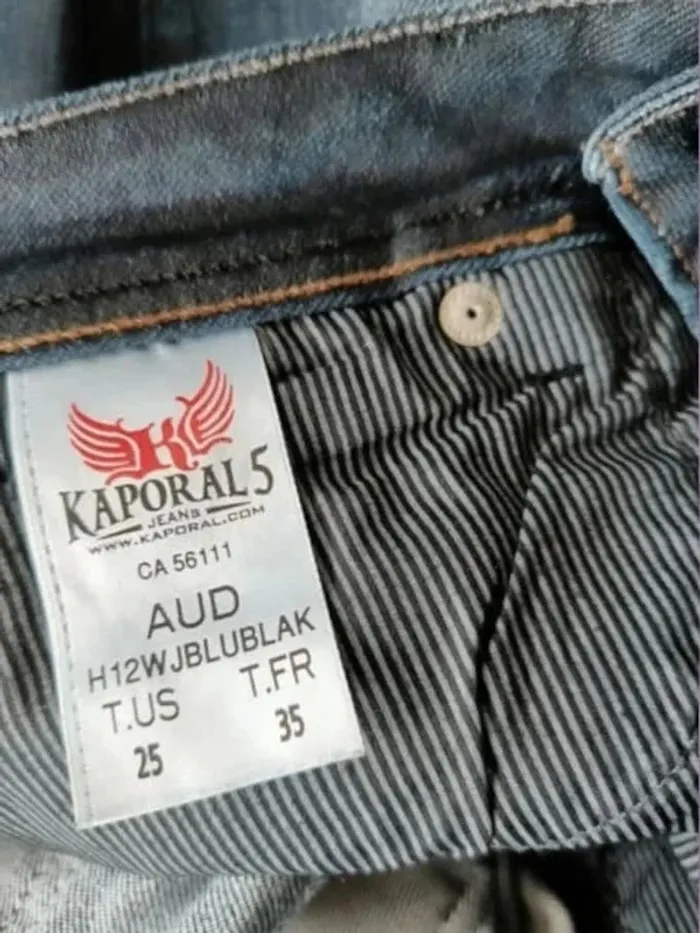 K
KAPORAL 5
JEANS
WWW.KAPORAL.COM
CA 56111
AUD
H12WJBLUBLAK
T.US T.FR
25 35